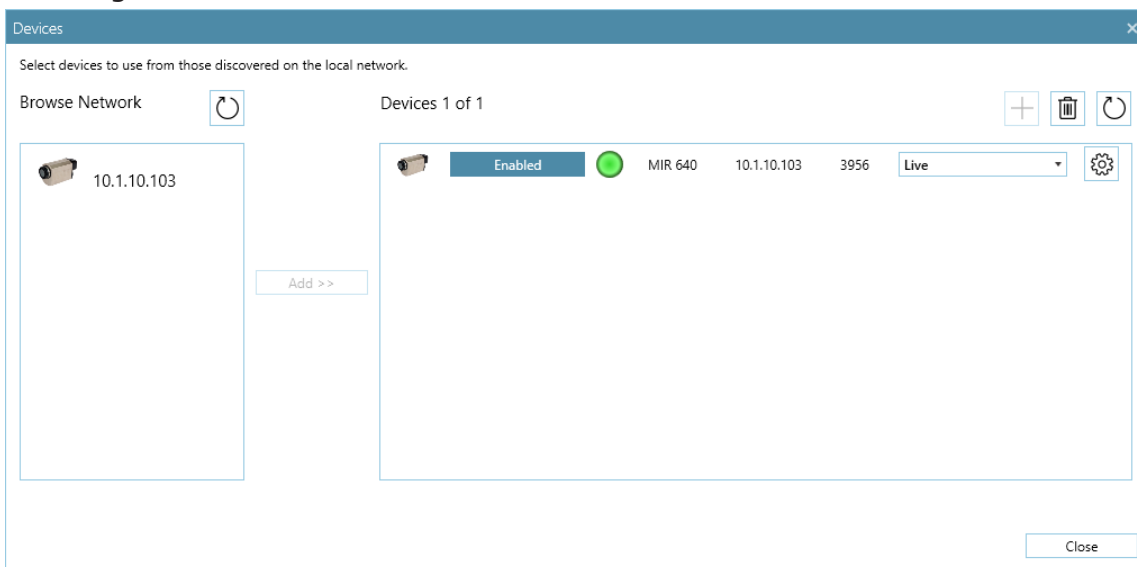 Devices
Select devices to use from those discovered on the local network.
Browse Network
Devices 1 of 1
10.1.10.103
Enabled MIR 640 10.1.10.103 3956 Live
Add >>
Close